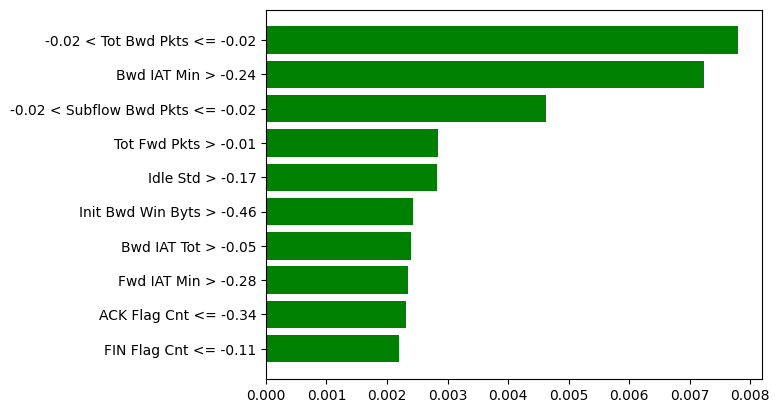 -0.02 < Tot Bwd Pkts <= -0.02
Bwd IAT Min > -0.24
-0.02 < Subflow Bwd Pkts <= -0.02
Tot Fwd Pkts > -0.01
Idle Std > -0.17
Init Bwd Win Byts > -0.46
Bwd IAT Tot > -0.05
Fwd IAT Min > -0.28
ACK Flag Cnt <= -0.34
FIN Flag Cnt <= -0.11
0.000 0.001 0.002 0.003 0.004 0.005 0.006 0.007 0.008